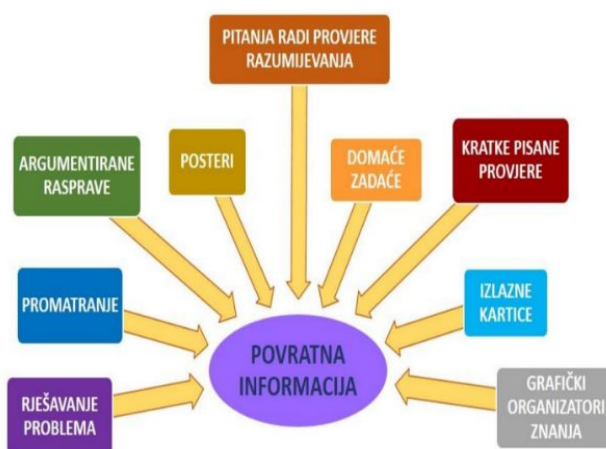 PITANJA RADI PROVJERE
RAZUMIJEVANJA
ARGUMENTIRANE
RASPRAVE
POSTERI
DOMAĆE
ZADAĆE
KRATKE PISANE
PROVJERE
PROMATRANJE
IZLAZNE
KARTICE
POVRATNA
INFORMACIJA
RJEŠAVANJE
PROBLEMA
GRAFIČKI
ORGANIZATORI
ZNANJA